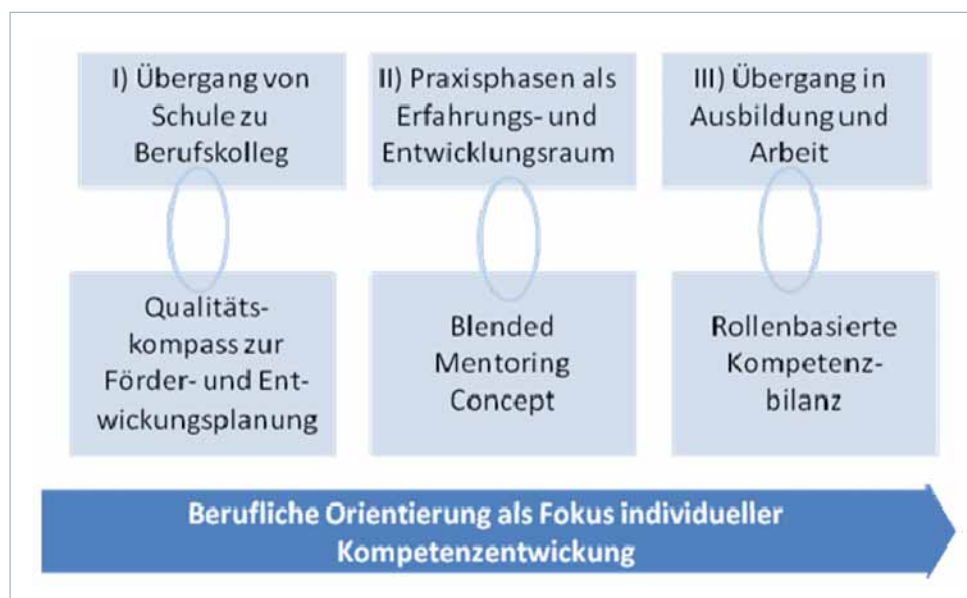 I) Übergang von
Schule zu
Berufskolleg
II) Praxisphasen als
Erfahrungs- und
Entwicklungsraum
III) Übergang in
Ausbildung und
Arbeit
Qualitäts-
kompass zur
Förder- und Ent-
wickungsplanung
Blended
Mentoring
Concept
Rollenbasierte
Kompetenz-
bilanz
Berufliche Orientierung als Fokus individueller
Kompetenzentwickung